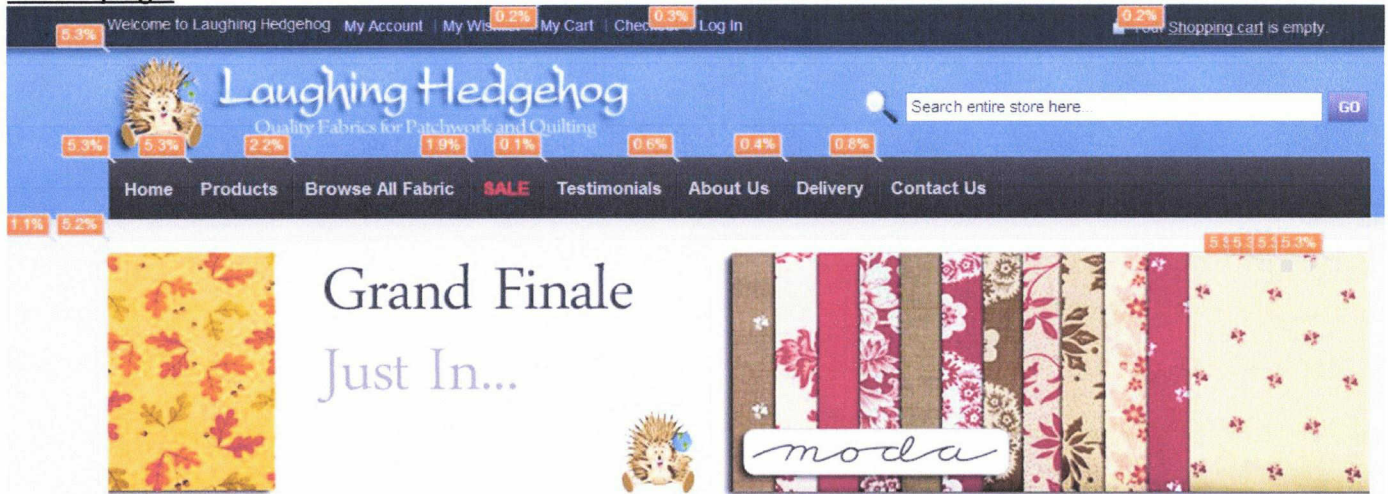 5.3% Welcome to Laughing Hedgehog My Account My 0.2% My Cart 0.3% Log In 0.2% Shopping cart is empty.
Laughing Hedgehog
Quality Fabrics for Patchwork and Quilting
Search entire store here...
GO
5.3% 5.3% 2.2% 1.9% 0.1% 0.6% 0.4% 0.8%
Home Products Browse All Fabric SALE Testimonials About Us Delivery Contact Us
1.1% 5.2%
5.3%
Grand Finale
Just In...
moda